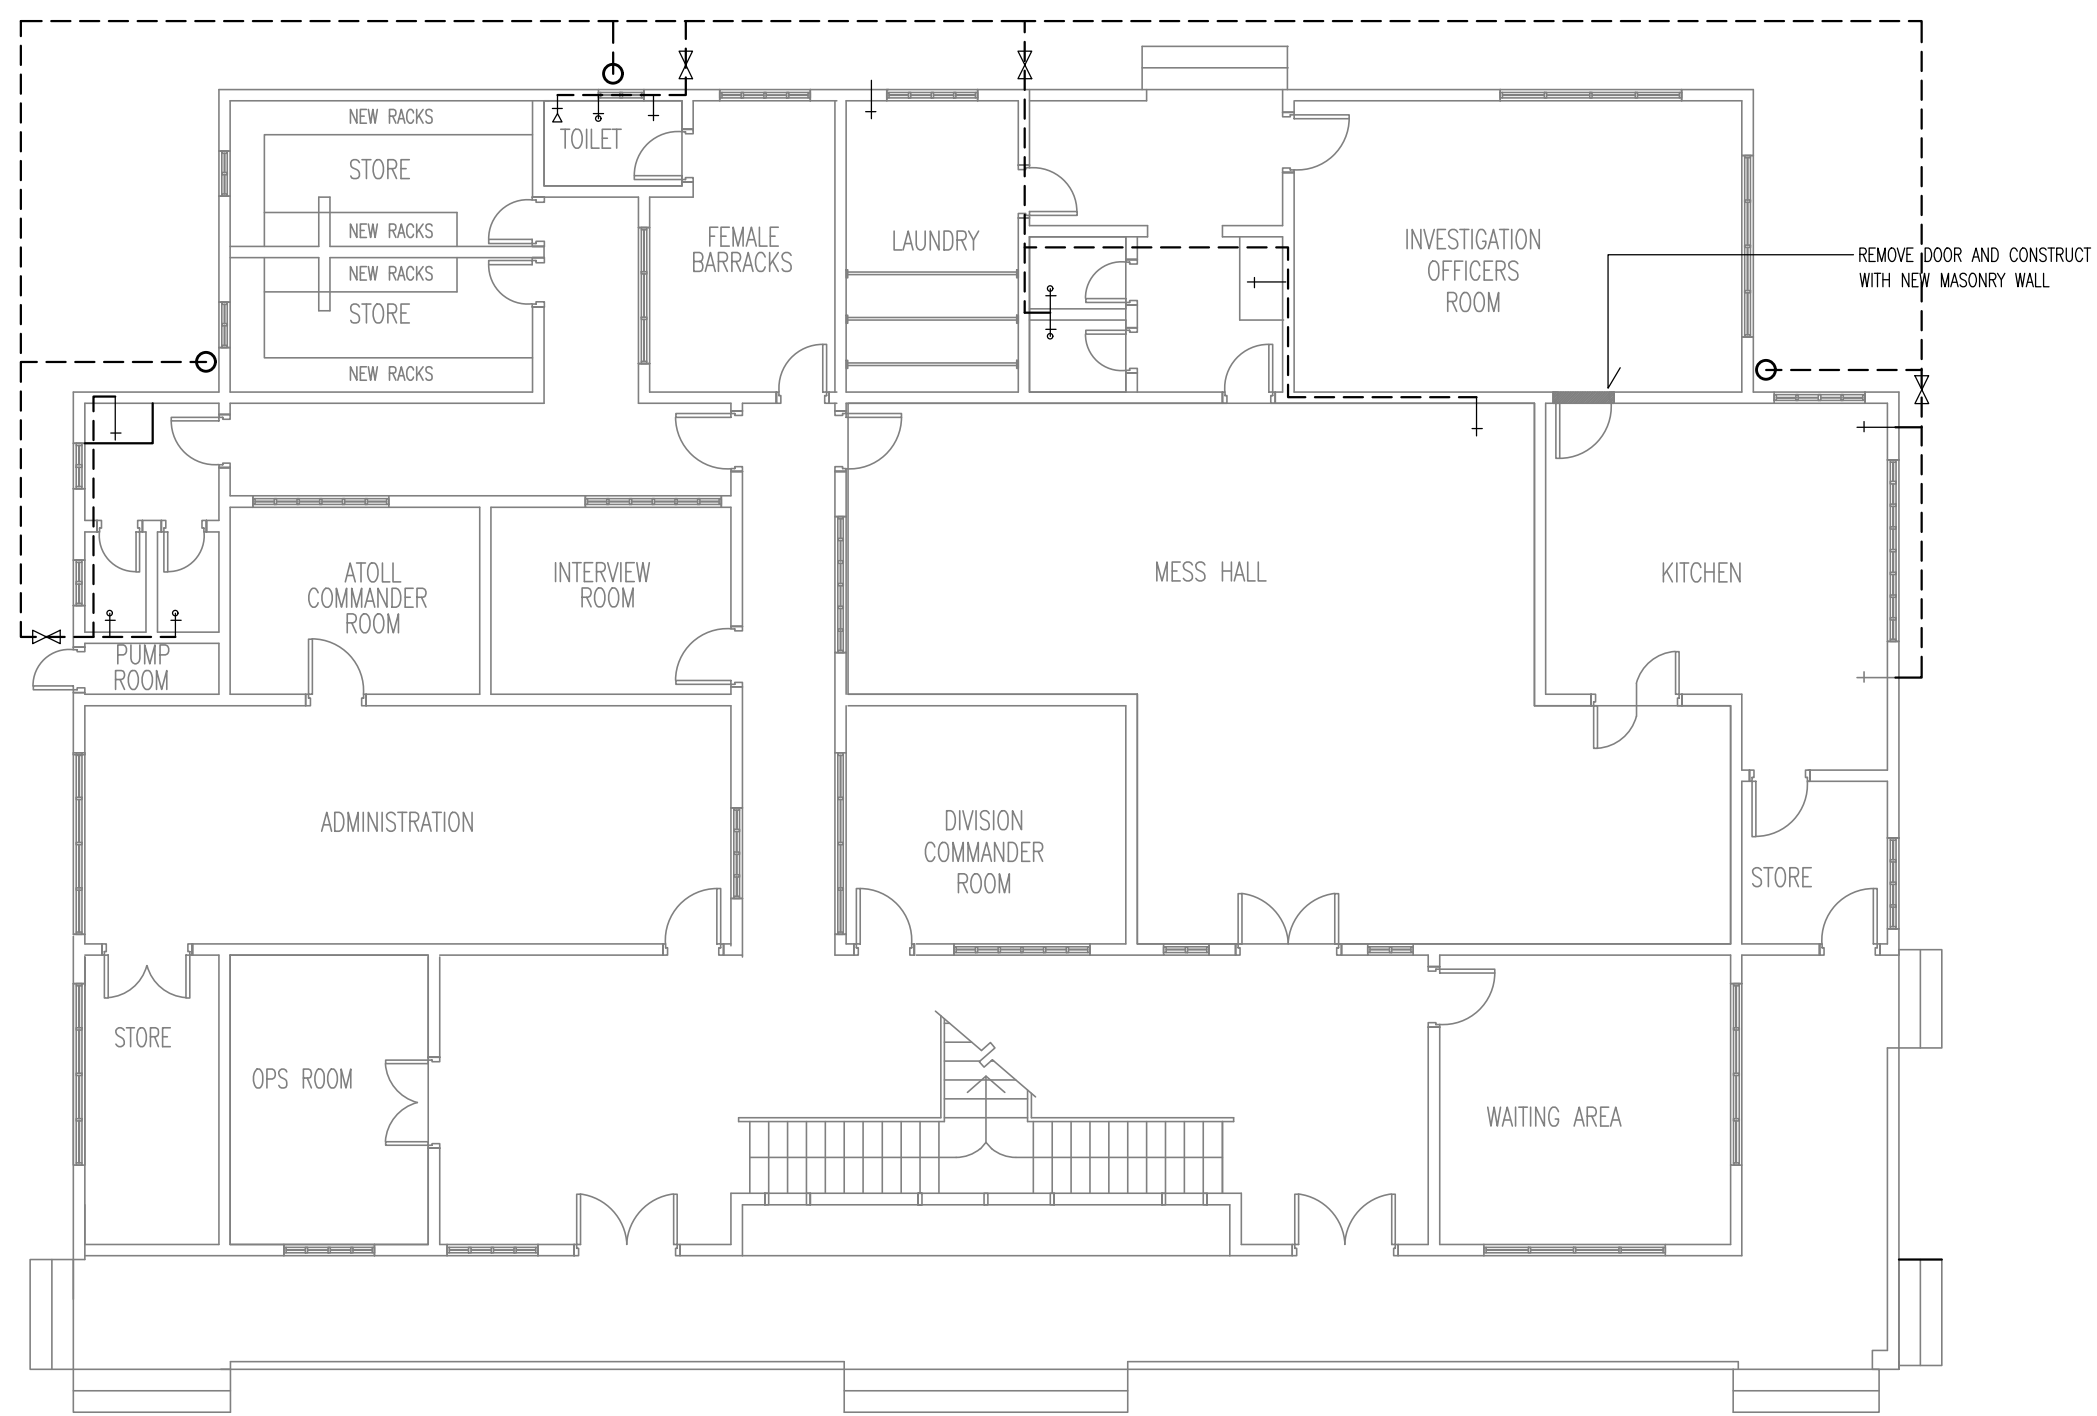 NEW RACKS
TOILET
STORE
NEW RACKS
FEMALE
BARRACKS
LAUNDRY
INVESTIGATION
OFFICERS
ROOM
REMOVE DOOR AND CONSTRUCT
WITH NEW MASONRY WALL
NEW RACKS
STORE
NEW RACKS
ATOLL
COMMANDER
ROOM
INTERVIEW
ROOM
MESS HALL
KITCHEN
PUMP
ROOM
ADMINISTRATION
DIVISION
COMMANDER
ROOM
STORE
STORE
OPS ROOM
WAITING AREA